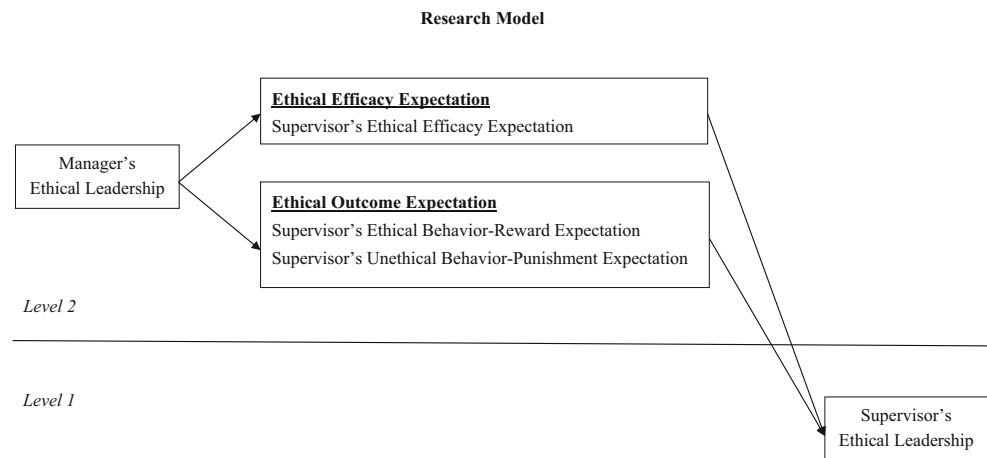 Research Model
Ethical Efficacy Expectation
Supervisor’s Ethical Efficacy Expectation
Manager’s
Ethical Leadership
Ethical Outcome Expectation
Supervisor’s Ethical Behavior-Reward Expectation
Supervisor’s Unethical Behavior-Punishment Expectation
Level 2
Level 1
Supervisor’s
Ethical Leadership